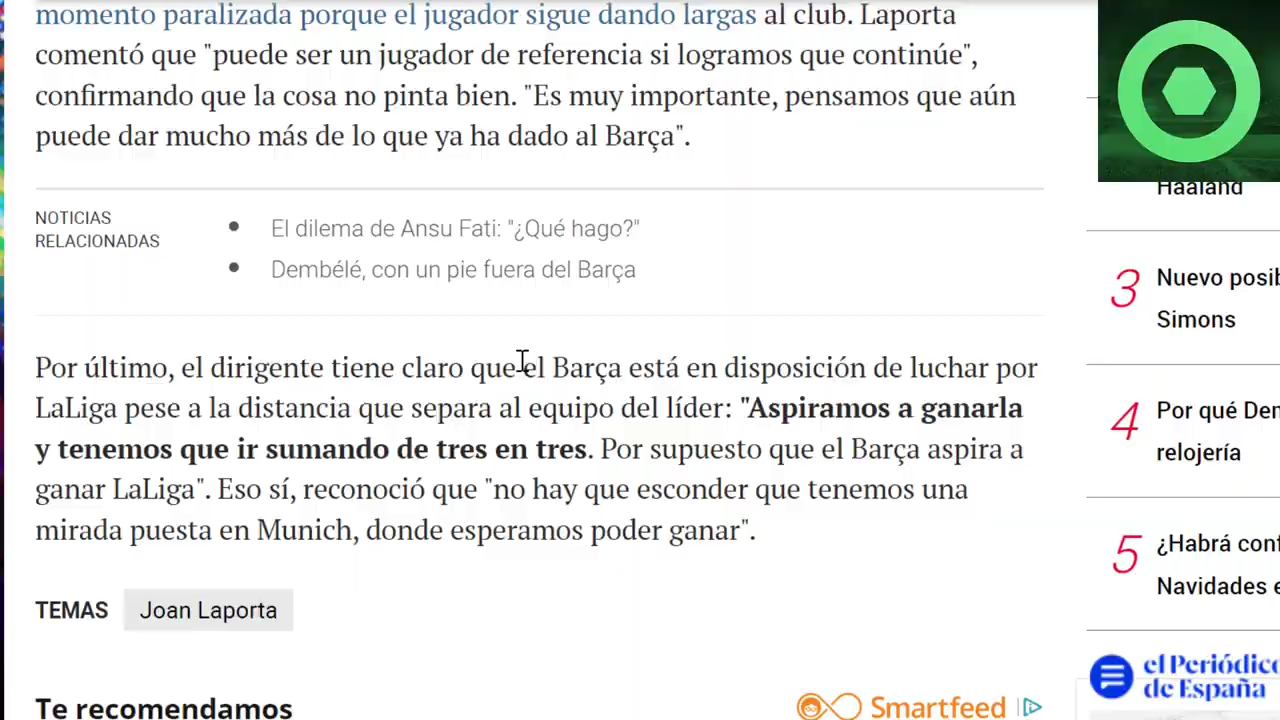 momento paralizada porque el jugador sigue dando largas al club. Laporta
comentó que "puede ser un jugador de referencia si logramos que continúe",
confirmando que la cosa no pinta bien. "Es muy importante, pensamos que aún
puede dar mucho más de lo que ya ha dado al Barça".
NOTICIAS
RELACIONADAS
El dilema de Ansu Fati: "¿Qué hago?"
Dembélé, con un pie fuera del Barça
Por último, el dirigente tiene claro que el Barça está en disposición de luchar por
LaLiga pese a la distancia que separa al equipo del líder: "Aspiramos a ganarla
y tenemos que ir sumando de tres en tres. Por supuesto que el Barça aspira a
ganar LaLiga". Eso sí, reconoció que "no hay que esconder que tenemos una
mirada puesta en Munich, donde esperamos poder ganar".
TEMAS Joan Laporta
Te recomendamos
Smartfeed
Haaland
3 Nuevo posib
Simons
4 Por qué Dem
relojería
5 ¿Habrá conf
Navidades e
el Periódico
de España